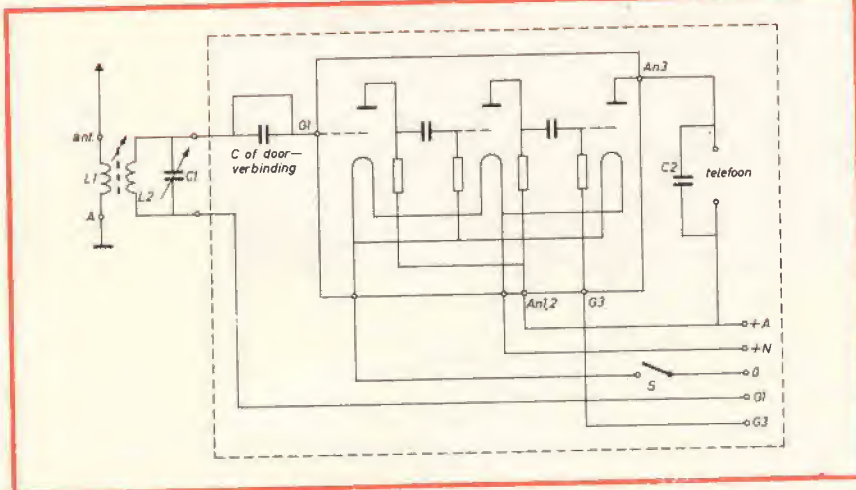 An3
G1
C of door—
verbinding
ant.
L1
L2
C1
A
C2
telefoon
An1,2
G3
+A
+N
0
S
G1
G3